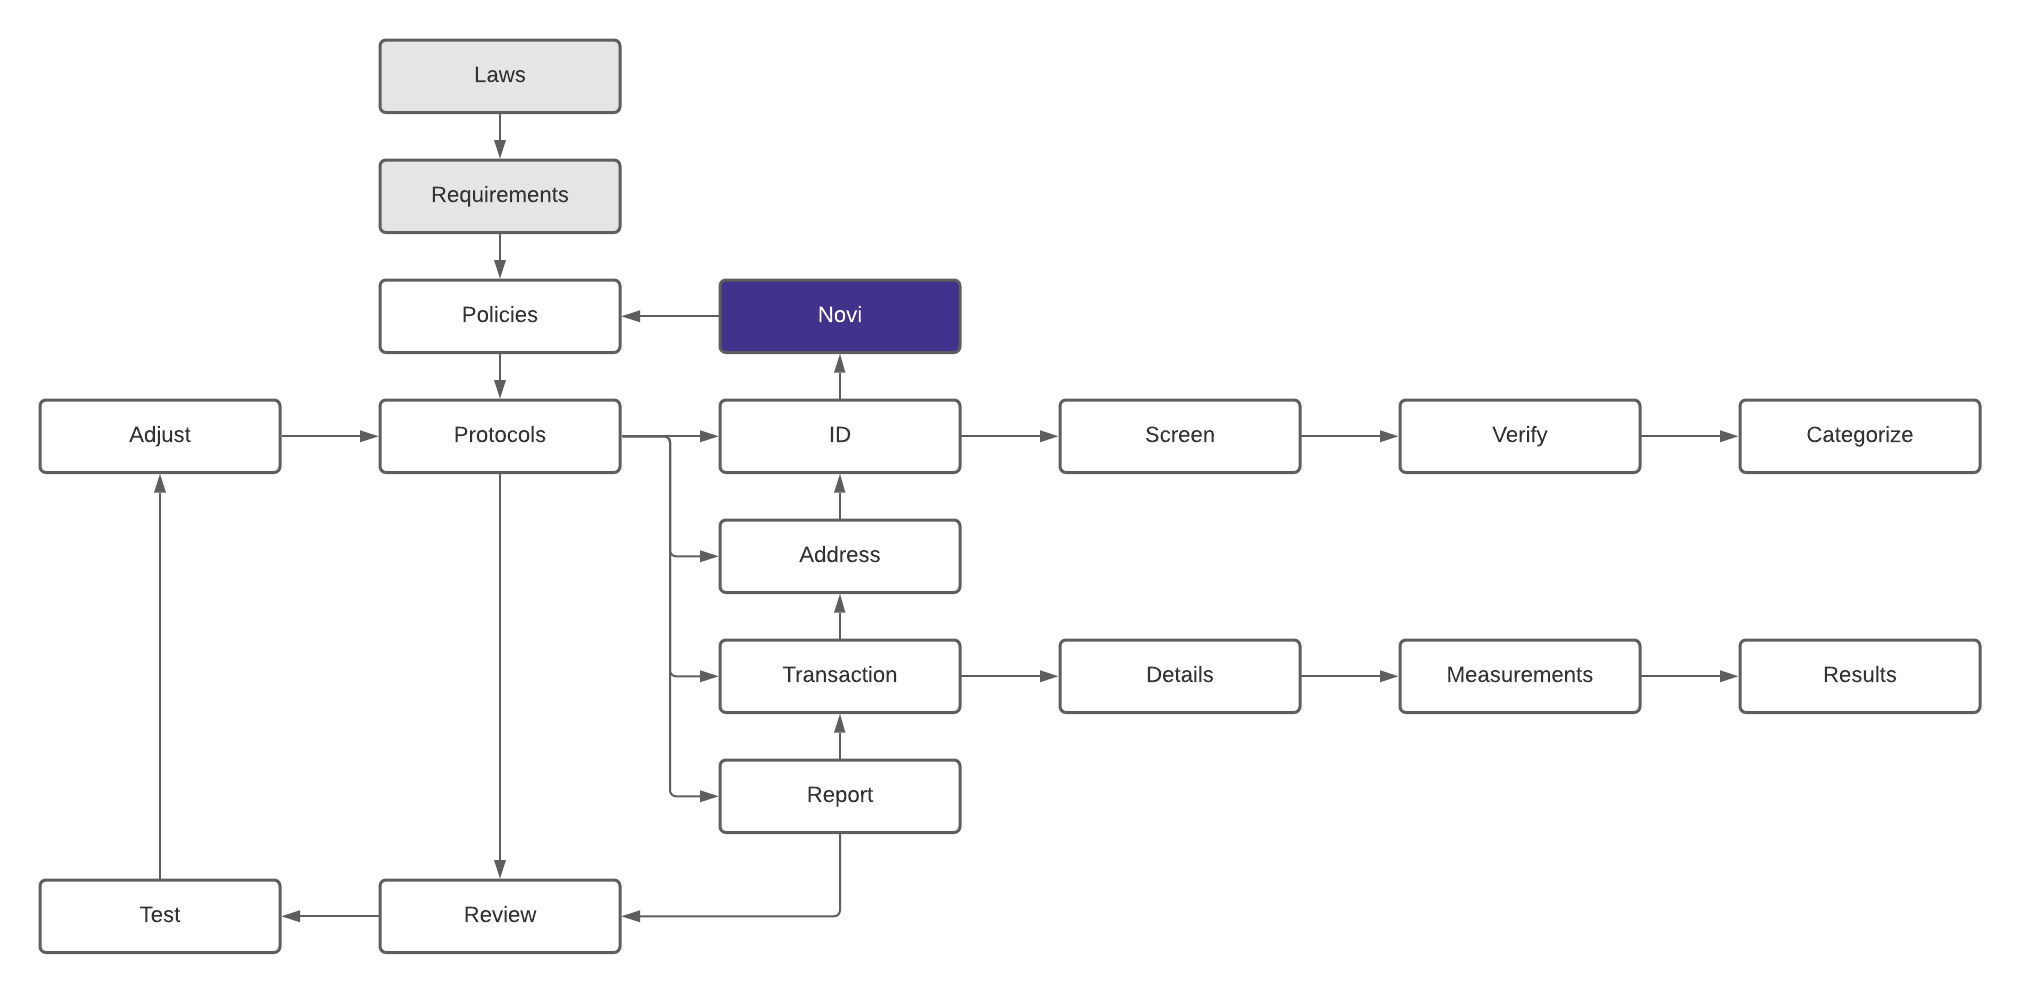 Laws
Requirements
Policies
Novi
Adjust
Protocols
ID
Screen
Verify
Categorize
Address
Transaction
Details
Measurements
Results
Report
Test
Review